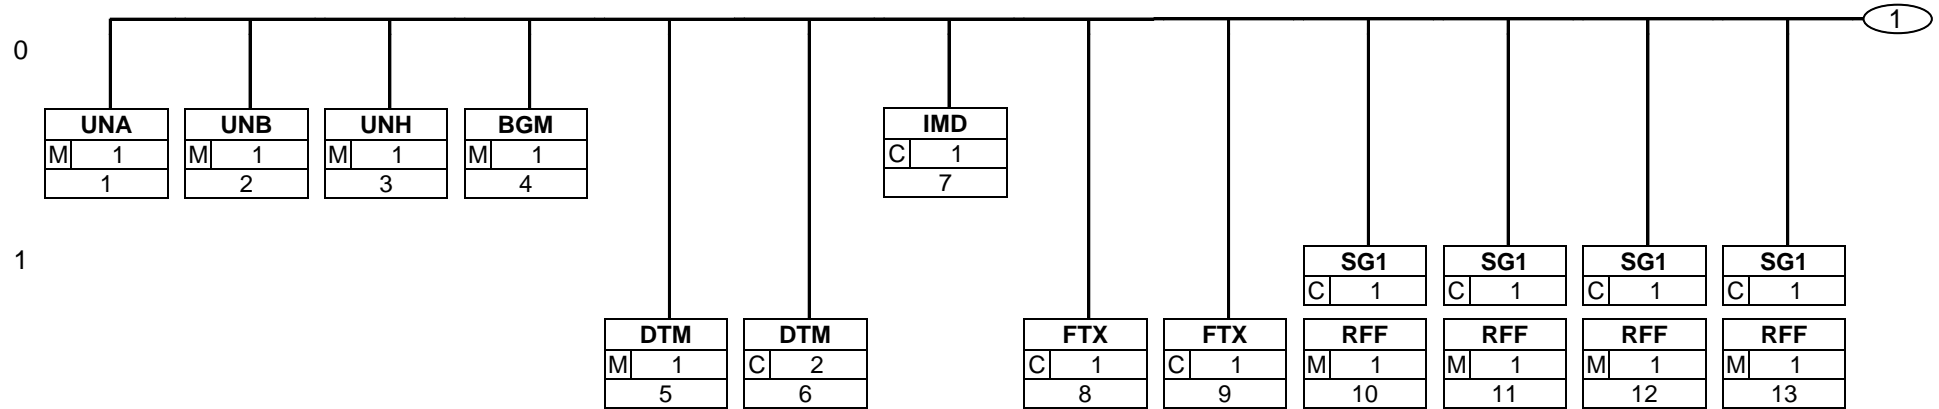 1
0
UNA UNB UNH BGM IMD
M 1 M 1 M 1 M 1 C 1
1 2 3 4 7
1
SG1 SG1 SG1 SG1
C 1 C 1 C 1 C 1
DTM DTM FTX FTX RFF RFF RFF RFF
M 1 C 2 C 1 C 1 M 1 M 1 M 1 M 1
5 6 8 9 10 11 12 13